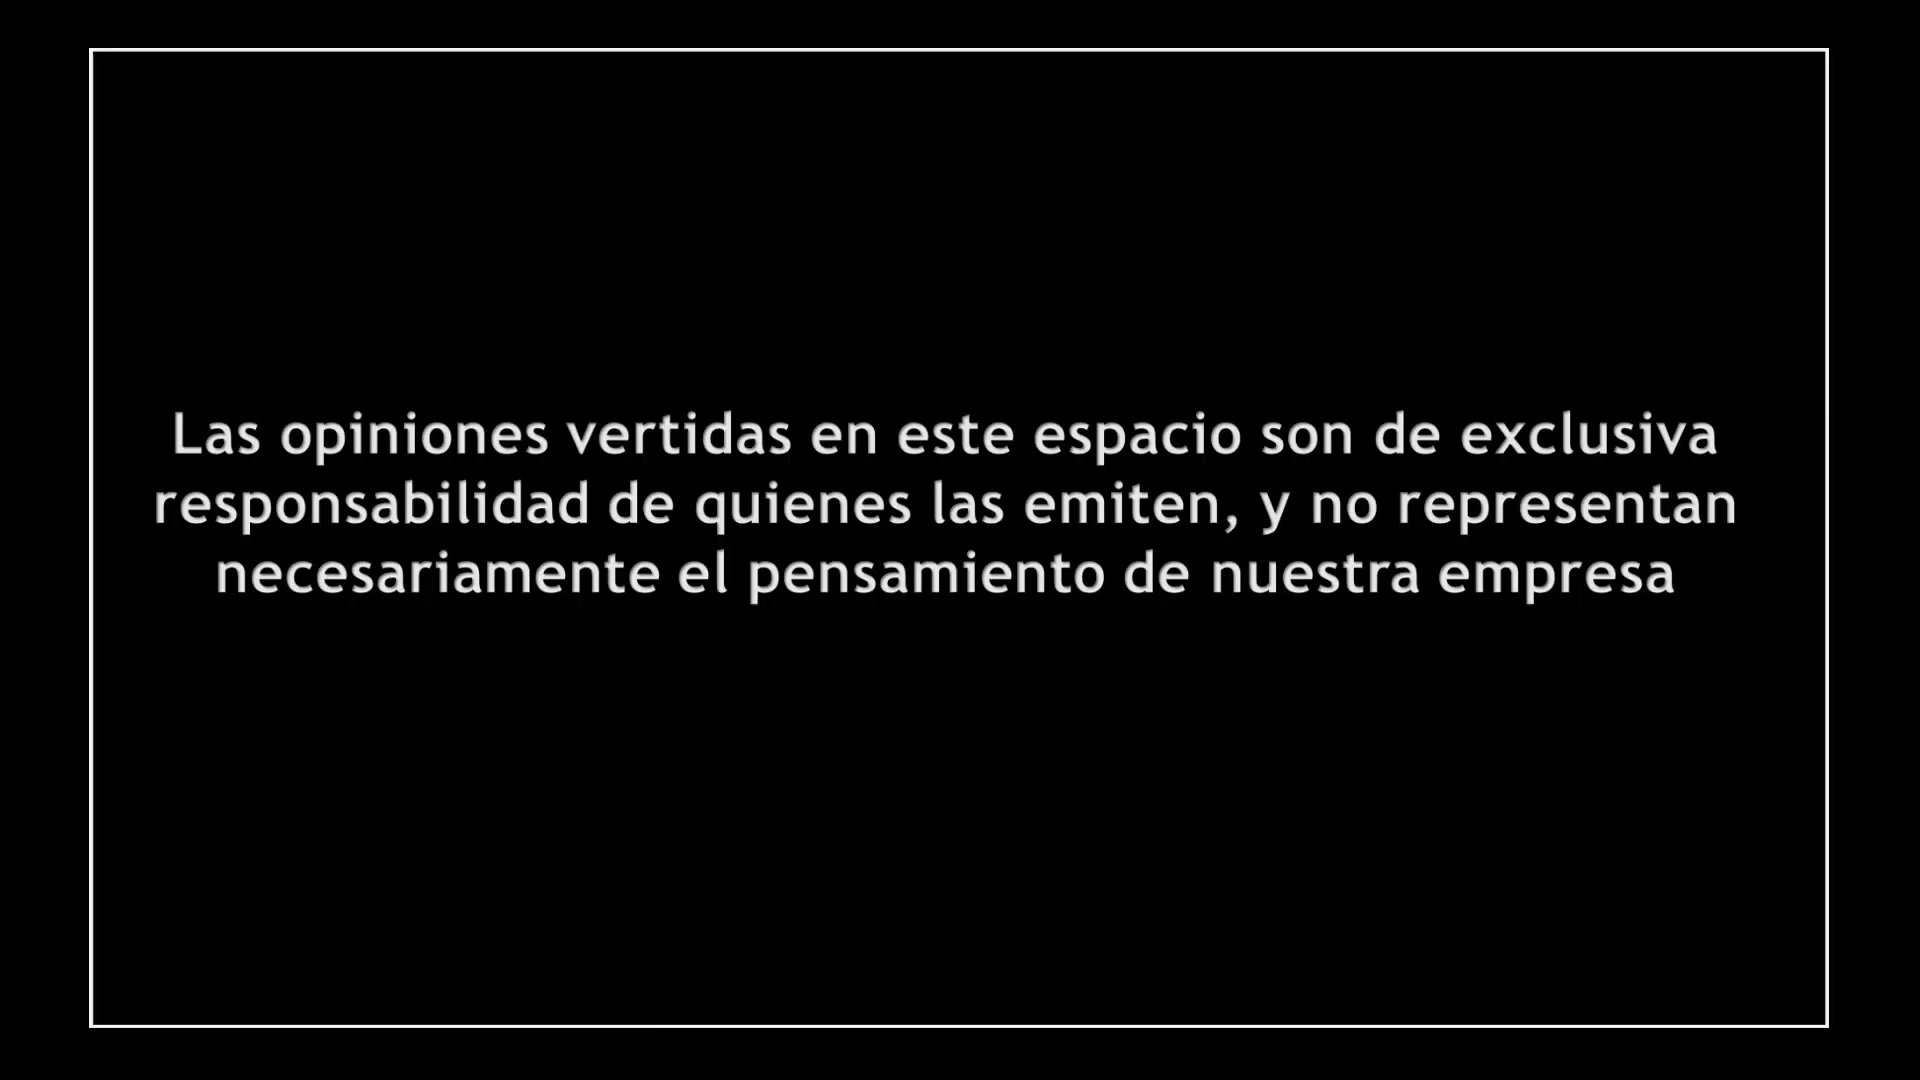 Las opiniones vertidas en este espacio son de exclusiva
responsabilidad de quienes las emiten, y no representan
necesariamente el pensamiento de nuestra empresa